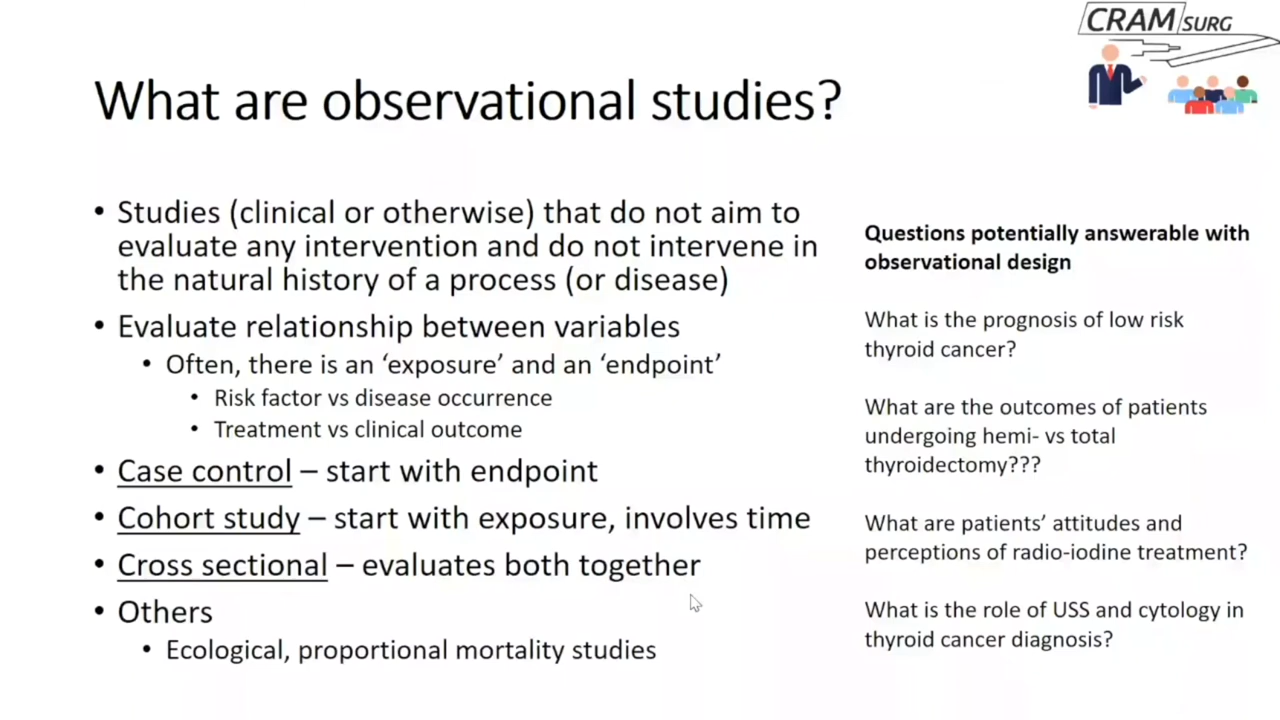 CRAM SURG
What are observational studies?
• Studies (clinical or otherwise) that do not aim to
evaluate any intervention and do not intervene in
the natural history of a process (or disease)
• Evaluate relationship between variables
• Often, there is an ‘exposure’ and an ‘endpoint’
• Risk factor vs disease occurrence
• Treatment vs clinical outcome
• Case control – start with endpoint
• Cohort study – start with exposure, involves time
• Cross sectional – evaluates both together
• Others
• Ecological, proportional mortality studies
Questions potentially answerable with
observational design
What is the prognosis of low risk
thyroid cancer?
What are the outcomes of patients
undergoing hemi- vs total
thyroidectomy???
What are patients’ attitudes and
perceptions of radio-iodine treatment?
What is the role of USS and cytology in
thyroid cancer diagnosis?